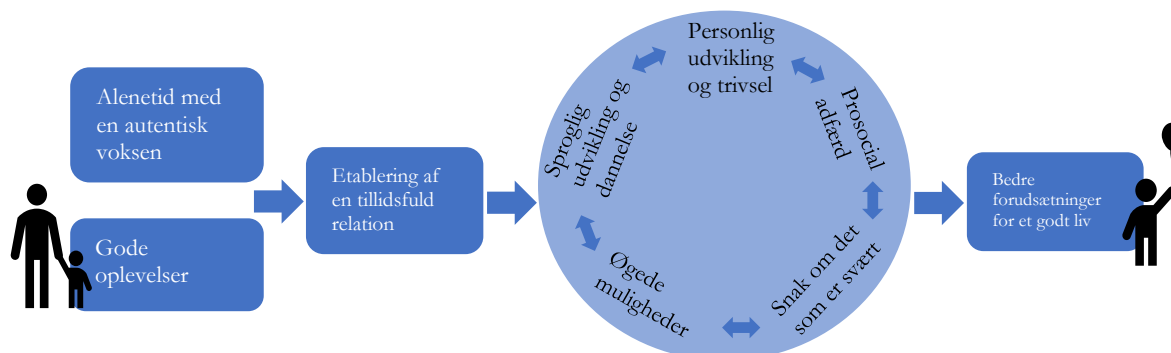 Alenetid med
en autentisk
voksen
Gode
oplevelser
Etablering af
en tillidsfuld
relation
Personlig
udvikling
og trivsel
Prosocial
adfærd
Snak om det
som er svært
Øgede
muligheder
Sproglig
udvikling og
dannelse
Bedre
forudsætninger
for et godt liv